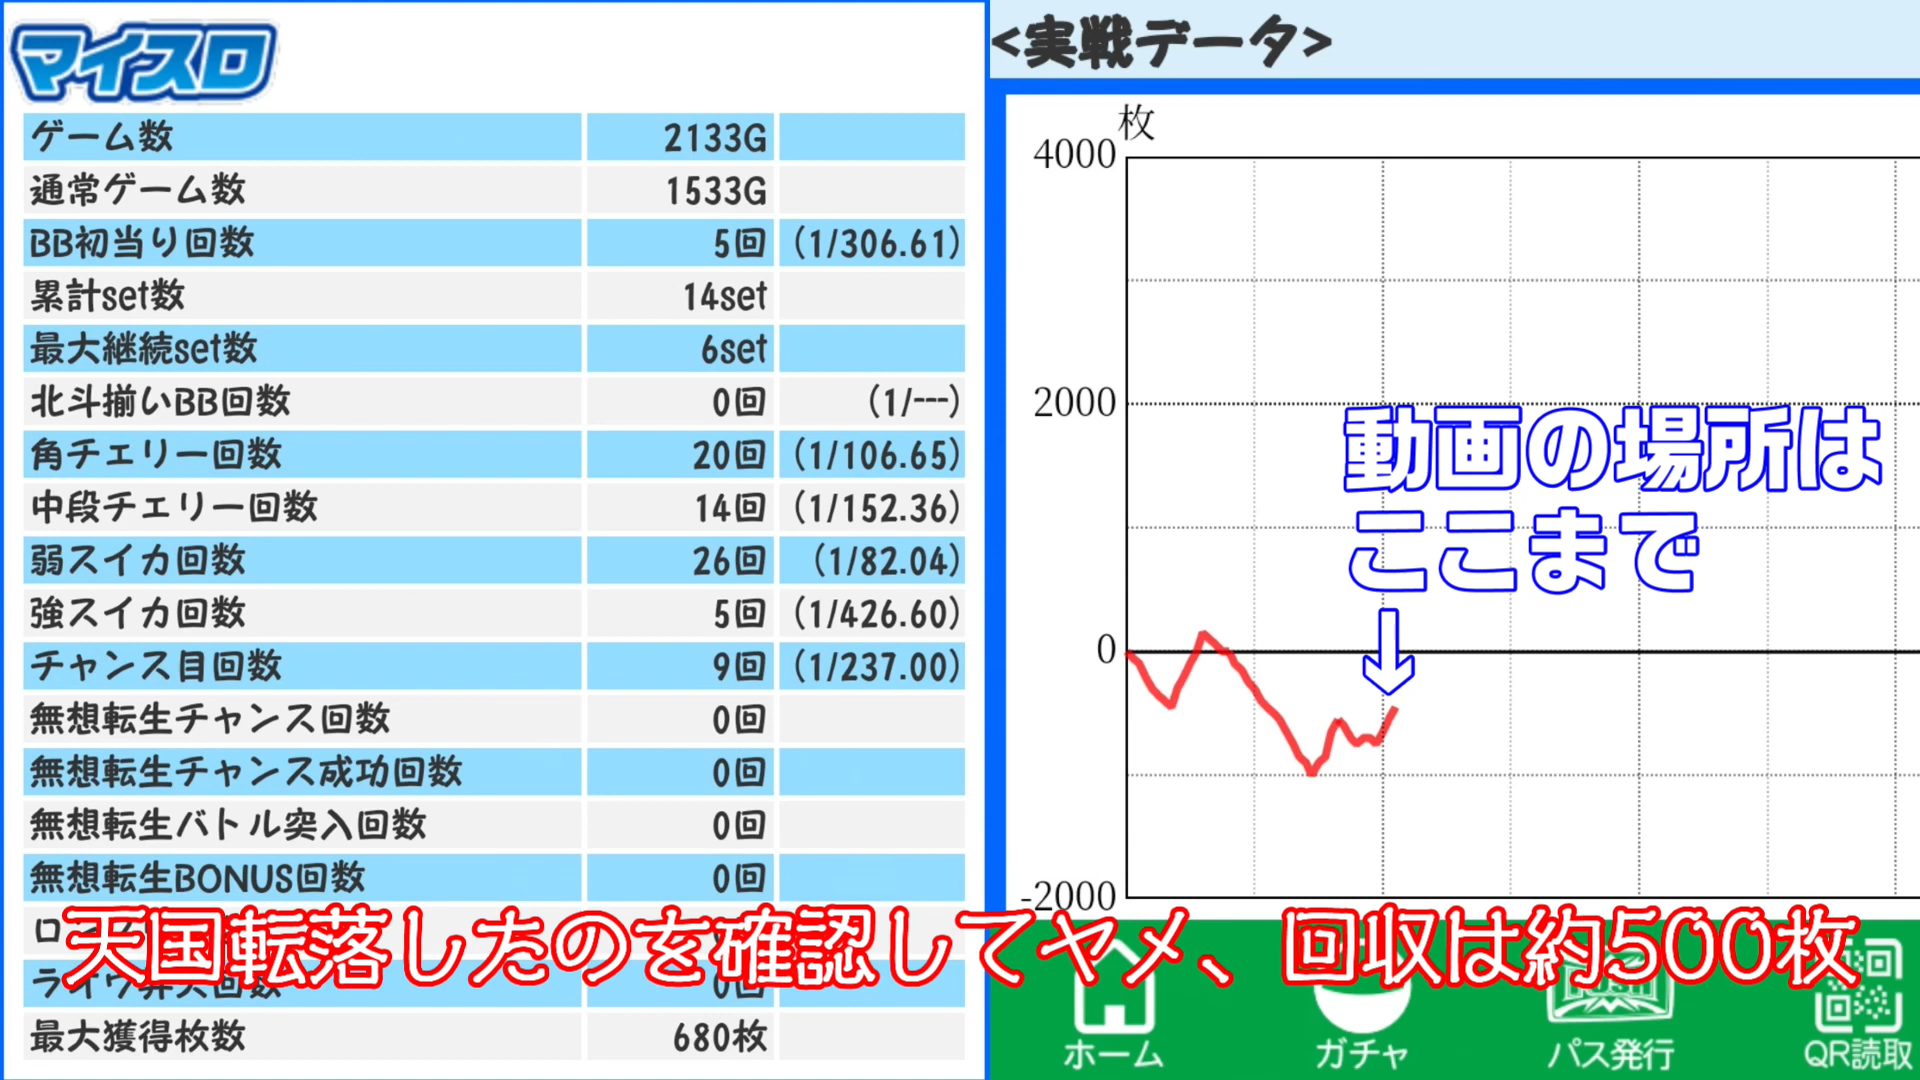 マイスロ
ゲーム数 2133G
通常ゲーム数 1533G
BB初当り回数 5回 (1/306.61)
累計set数 14set
最大継続set数 6set
北斗揃いBB回数 0回 (1/---)
角チェリー回数 20回 (1/106.65)
中段チェリー回数 14回 (1/152.36)
弱スイカ回数 26回 (1/82.04)
強スイカ回数 5回 (1/426.60)
チャンス目回数 9回 (1/237.00)
無想転生チャンス回数 0回
無想転生チャンス成功回数 0回
無想転生バトル突入回数 0回
無想転生BONUS回数 0回
最大獲得枚数 680枚
<実戦データ>
枚
4000
2000
0
-2000
動画の場所は
ここまで
↓
天国転落したのを確認してヤメ、回収は約500枚
ホーム
ガチャ
パス発行
QR読取